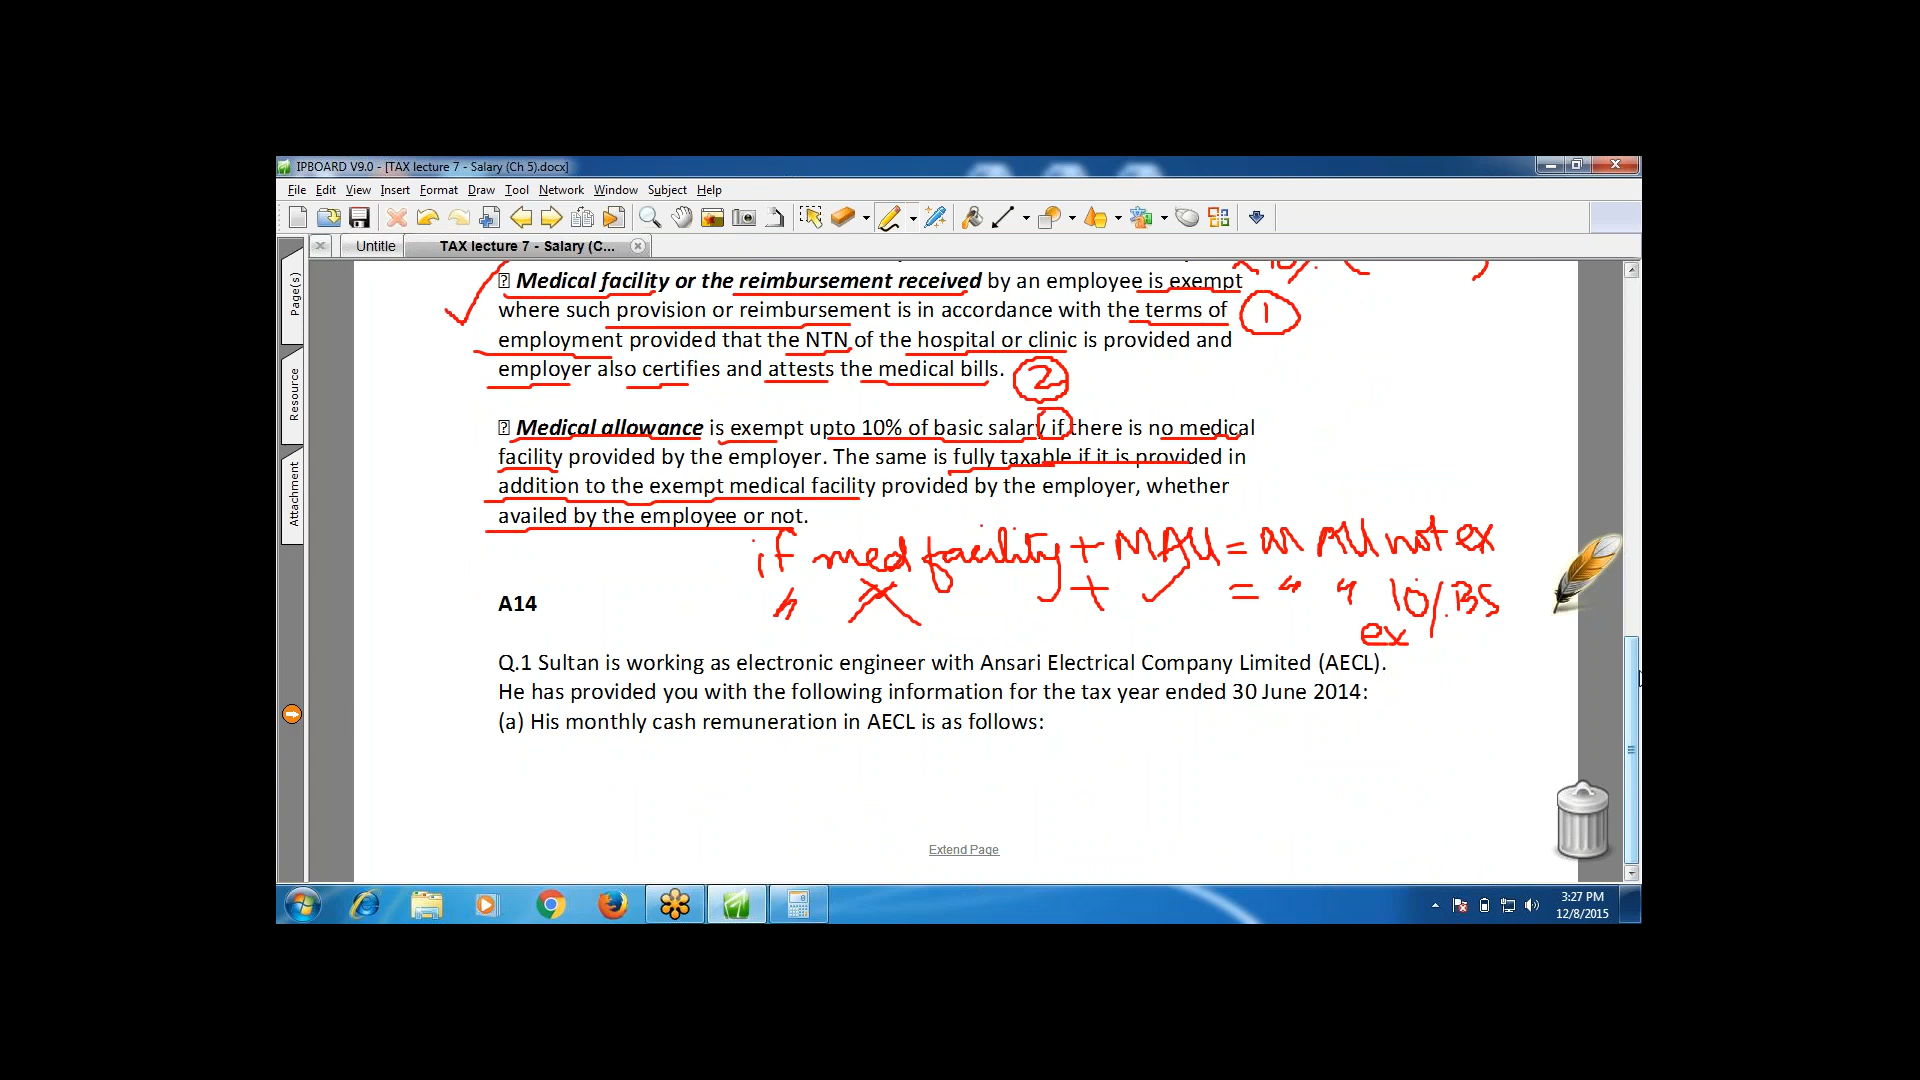 IPBOARD V9.0 - [TAX lecture 7 - Salary (Ch 5).docx]
File Edit View Insert Format Draw Tool Network Window Subject Help
Untitle TAX lecture 7 - Salary (C...
Page(s)
Resource
Attachment
Medical facility or the reimbursement received by an employee is exempt
where such provision or reimbursement is in accordance with the terms of 1
employment provided that the NTN of the hospital or clinic is provided and
employer also certifies and attests the medical bills. 2
Medical allowance is exempt upto 10% of basic salary if there is no medical
facility provided by the employer. The same is fully taxable if it is provided in
addition to the exempt medical facility provided by the employer, whether
availed by the employee or not.
if med facility + MAll = M All not ex
" X + ✓ = " " 10% BS
ex
A14
Q.1 Sultan is working as electronic engineer with Ansari Electrical Company Limited (AECL).
He has provided you with the following information for the tax year ended 30 June 2014:
(a) His monthly cash remuneration in AECL is as follows:
Extend Page
3:27 PM
12/8/2015